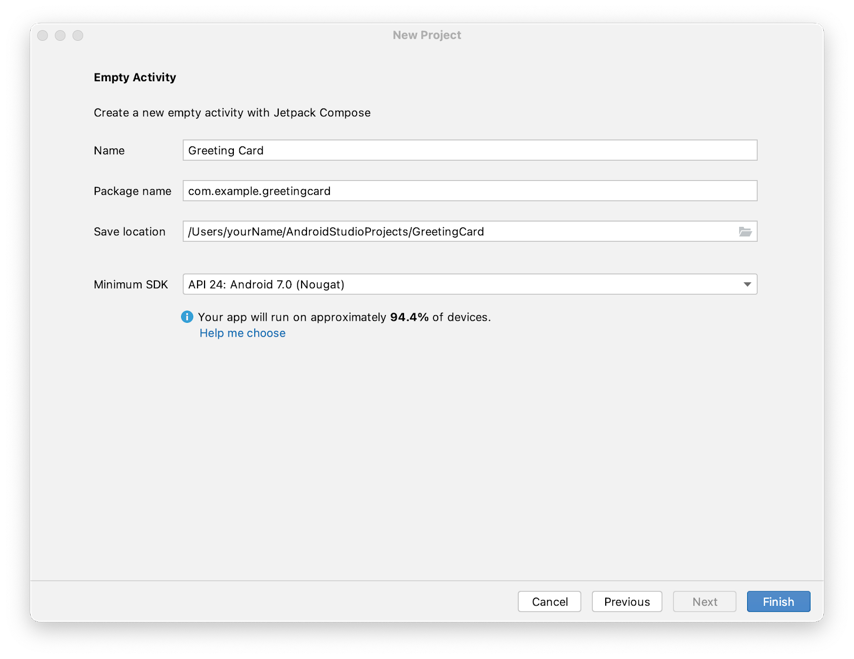 New Project
Empty Activity
Create a new empty activity with Jetpack Compose
Name Greeting Card
Package name com.example.greetingcard
Save location /Users/yourName/AndroidStudioProjects/GreetingCard
Minimum SDK API 24: Android 7.0 (Nougat)
Your app will run on approximately 94.4% of devices.
Help me choose
Cancel Previous Next Finish